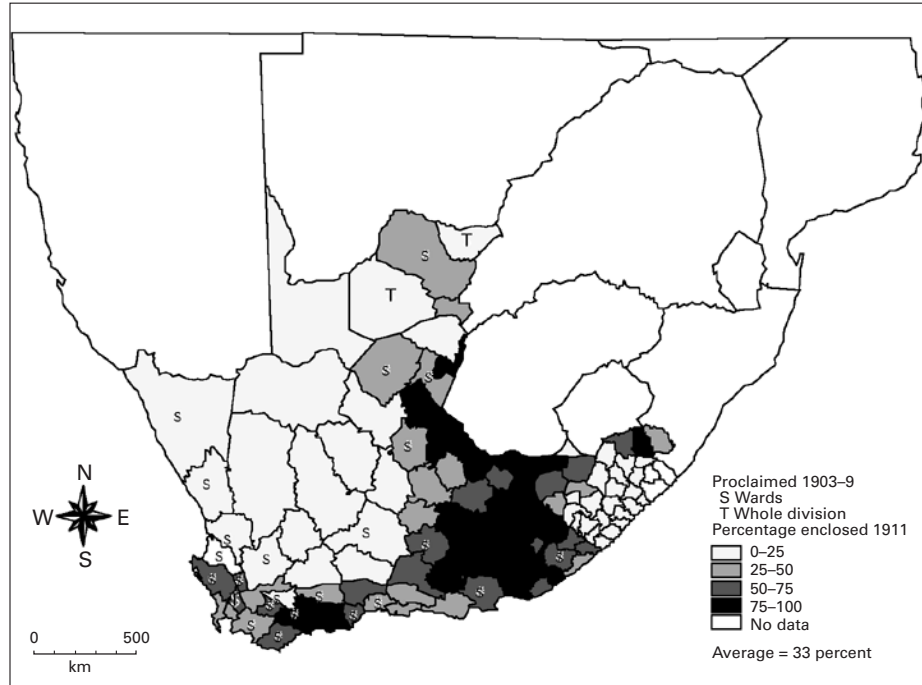 T
S
T
S
S
S
S
S
S
S
S
S
S
S
S
S
S
N
W E
S
0 500
km
Proclaimed 1903–9
S Wards
T Whole division
Percentage enclosed 1911
0–25
25–50
50–75
75–100
No data
Average = 33 percent